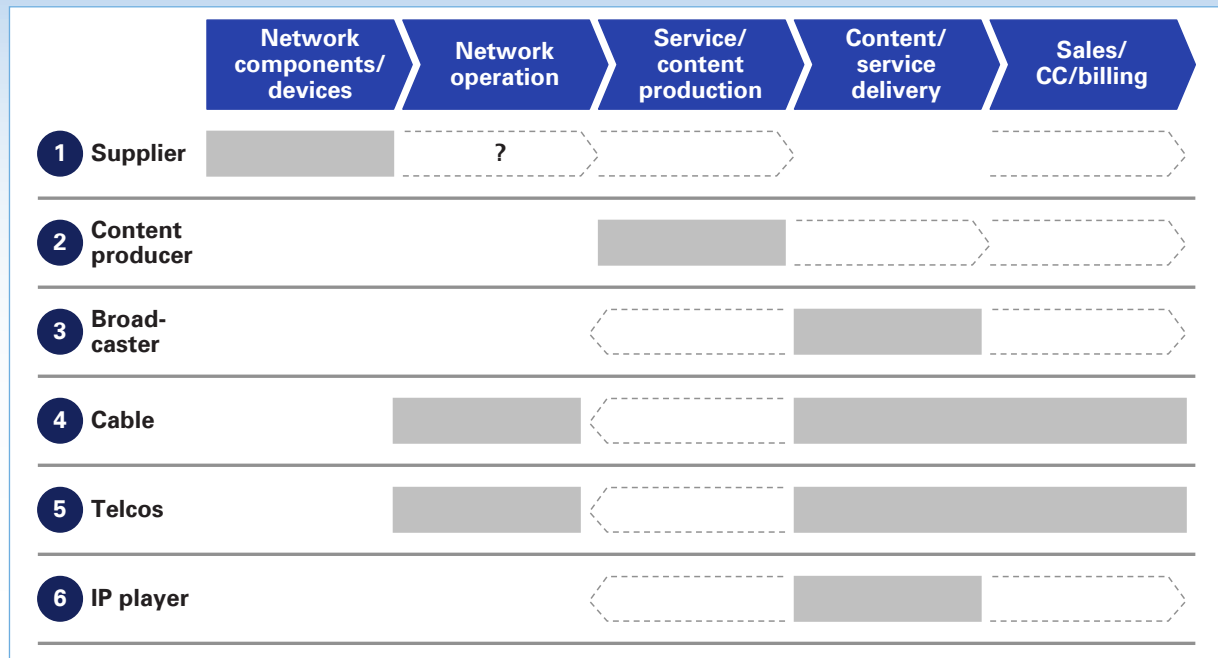 Network
components/
devices
Network
operation
Service/
content
production
Content/
service
delivery
Sales/
CC/billing
1 Supplier
?
2 Content
producer
3 Broad-
caster
4 Cable
5 Telcos
6 IP player